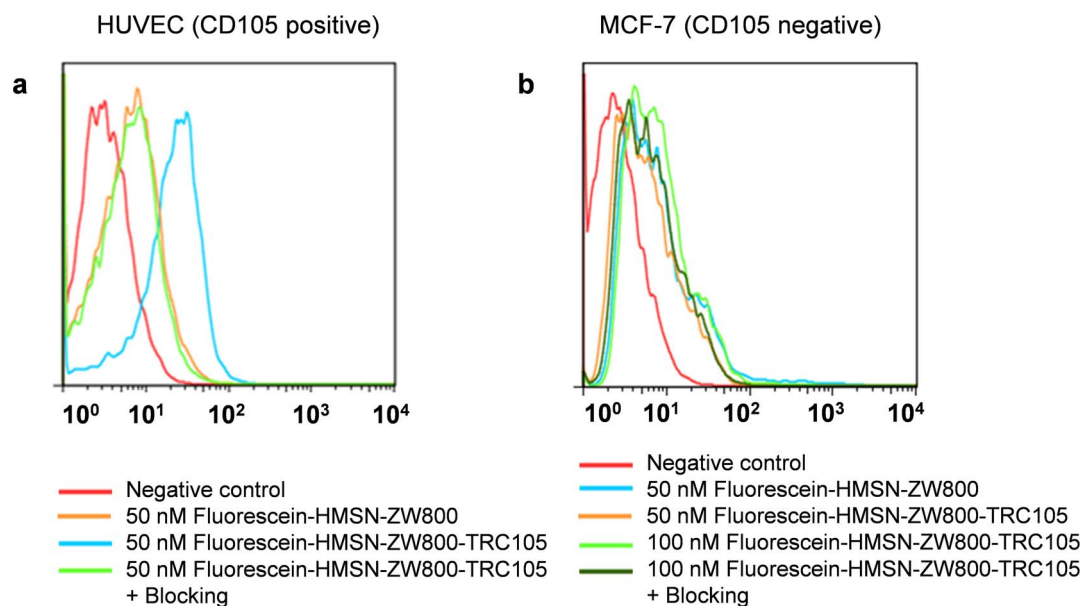 HUVEC (CD105 positive)
MCF-7 (CD105 negative)
a
b
10⁰ 10¹ 10² 10³ 10⁴
10⁰ 10¹ 10² 10³ 10⁴
Negative control
50 nM Fluorescein-HMSN-ZW800
50 nM Fluorescein-HMSN-ZW800-TRC105
50 nM Fluorescein-HMSN-ZW800-TRC105
+ Blocking
Negative control
50 nM Fluorescein-HMSN-ZW800
50 nM Fluorescein-HMSN-ZW800-TRC105
100 nM Fluorescein-HMSN-ZW800-TRC105
100 nM Fluorescein-HMSN-ZW800-TRC105
+ Blocking